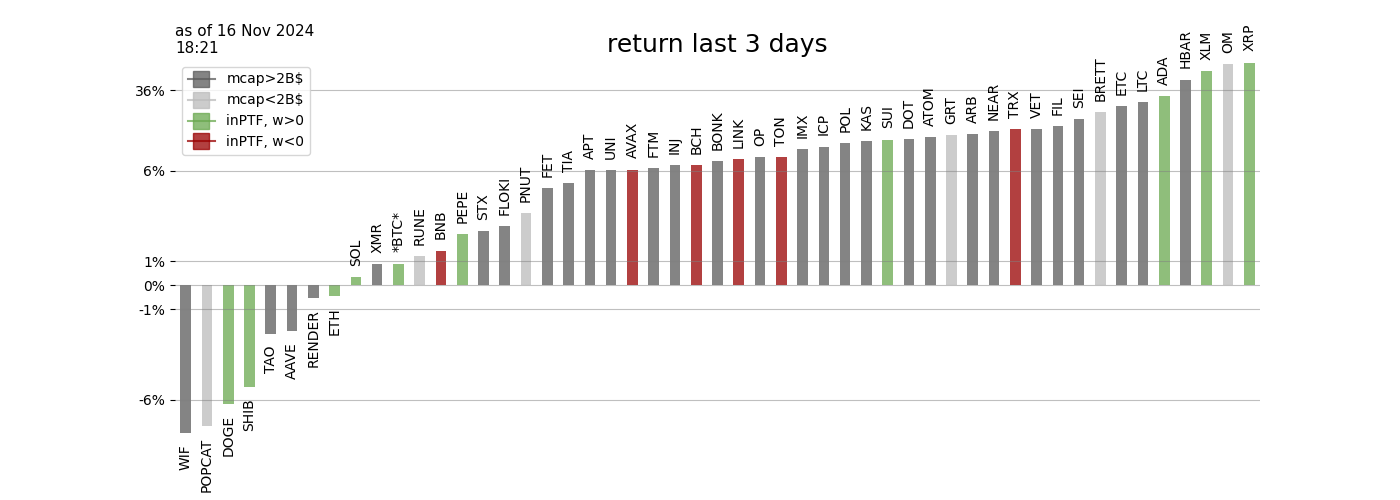 as of 16 Nov 2024
18:21
return last 3 days
mcap>2B$
mcap<2B$
inPTF, w>0
inPTF, w<0
36%
6%
1%
0%
-1%
-6%
WIF
POPCAT
DOGE
SHIB
TAO
AAVE
RENDER
ETH
SOL
XMR
*BTC*
RUNE
BNB
PEPE
STX
FLOKI
PNUT
FET
TIA
APT
UNI
AVAX
FTM
INJ
BCH
BONK
LINK
OP
TON
IMX
ICP
POL
KAS
SUI
DOT
ATOM
GRT
ARB
NEAR
TRX
VET
FIL
SEI
BRETT
ETC
LTC
ADA
HBAR
XLM
OM
XRP